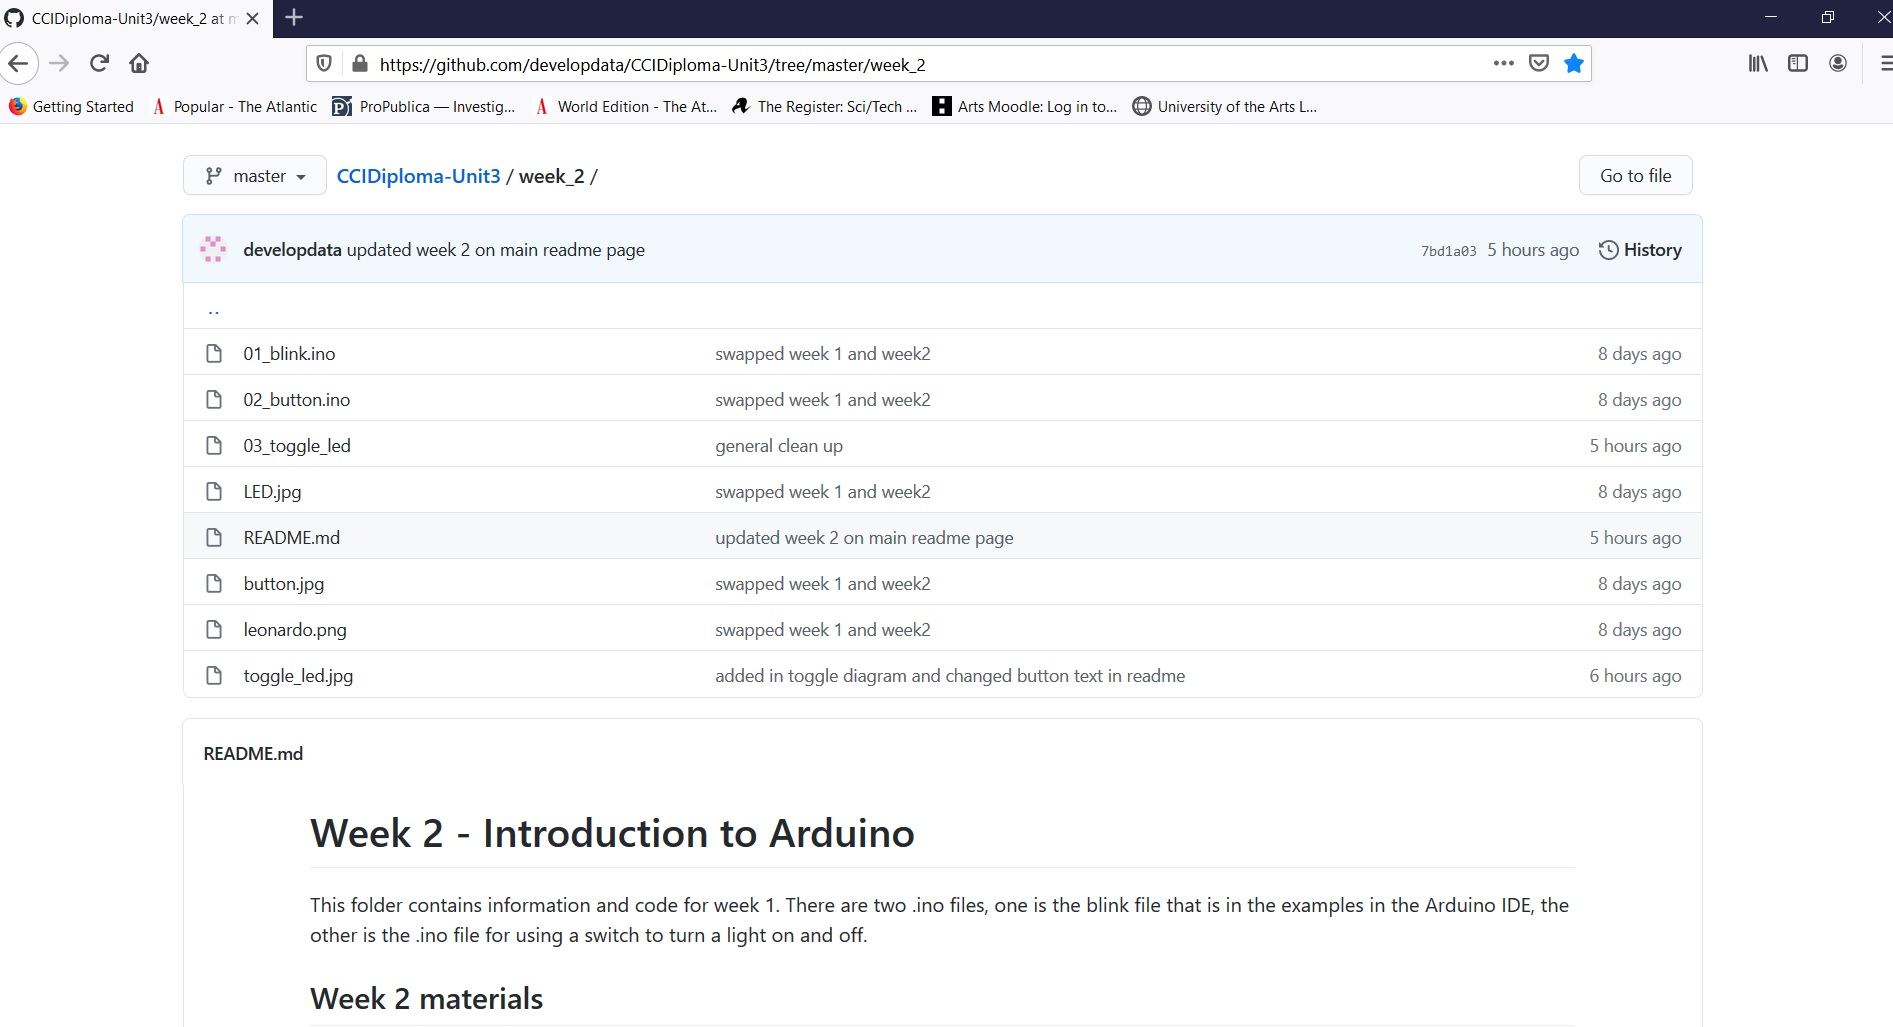 CCIDiploma-Unit3/week_2 at m
https://github.com/developdata/CCIDiploma-Unit3/tree/master/week_2
Getting Started Popular - The Atlantic ProPublica — Investig... World Edition - The At... The Register: Sci/Tech ... Arts Moodle: Log in to... University of the Arts L...
master CCIDiploma-Unit3 / week_2 / Go to file
developdata updated week 2 on main readme page 7bd1a03 5 hours ago History
..
01_blink.ino swapped week 1 and week2 8 days ago
02_button.ino swapped week 1 and week2 8 days ago
03_toggle_led general clean up 5 hours ago
LED.jpg swapped week 1 and week2 8 days ago
README.md updated week 2 on main readme page 5 hours ago
button.jpg swapped week 1 and week2 8 days ago
leonardo.png swapped week 1 and week2 8 days ago
toggle_led.jpg added in toggle diagram and changed button text in readme 6 hours ago
README.md
Week 2 - Introduction to Arduino
This folder contains information and code for week 1. There are two .ino files, one is the blink file that is in the examples in the Arduino IDE, the
other is the .ino file for using a switch to turn a light on and off.
Week 2 materials